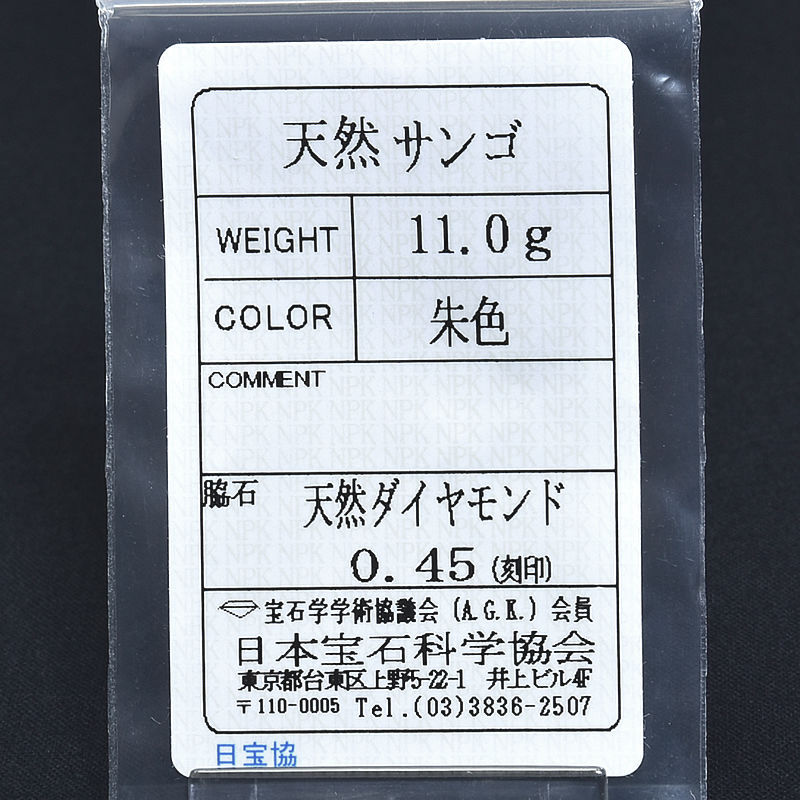 天然 サンゴ
WEIGHT 11.0 g
COLOR 朱色
COMMENT
脇石 天然ダイヤモンド
0.45 (刻印)
宝石学学術協議会 (A.G.K.) 会員
日本宝石科学協会
東京都台東区上野5-22-1 井上ビル4F
〒110-0005 Tel.(03)3836-2507
日宝協